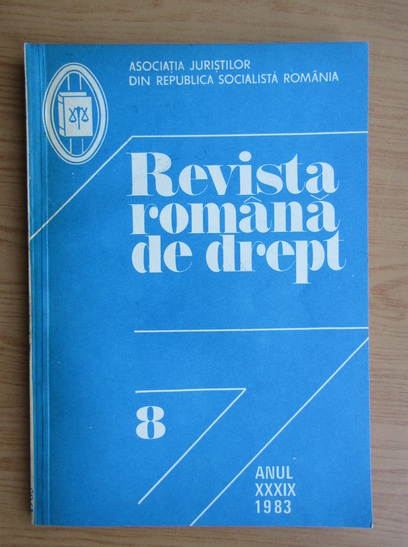 ASOCIAȚIA JURIȘTILOR
DIN REPUBLICA SOCIALISTĂ ROMÂNIA
Revista
română
de drept
8
ANUL
XXXIX
1983